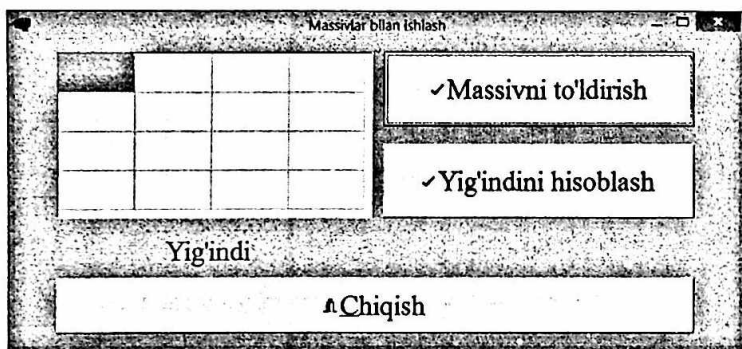 Massivlar bilan ishlash
Massivni to'ldirish
Yig'indini hisoblash
Yig'indi
Chiqish